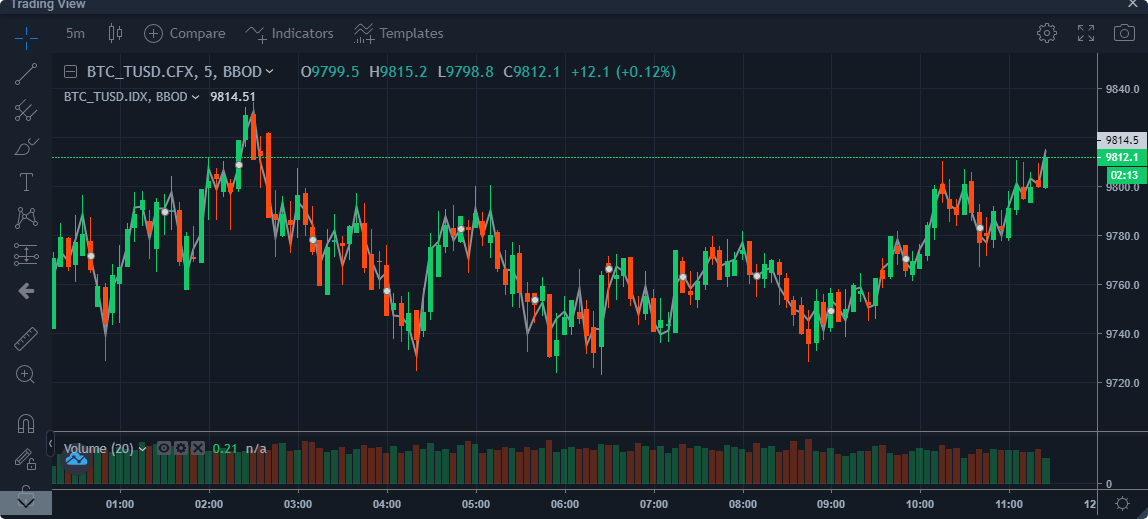 Trading View
5m Compare Indicators Templates
BTC_TUSD.CFX, 5, BBOD O9799.5 H9815.2 L9798.8 C9812.1 +12.1 (+0.12%)
BTC_TUSD.IDX, BBOD 9814.51
9840.0
9814.5
9812.1
02:13
9800.0
9780.0
9760.0
9740.0
9720.0
Volume (20) 0.21 n/a
0
01:00 02:00 03:00 04:00 05:00 06:00 07:00 08:00 09:00 10:00 11:00 12